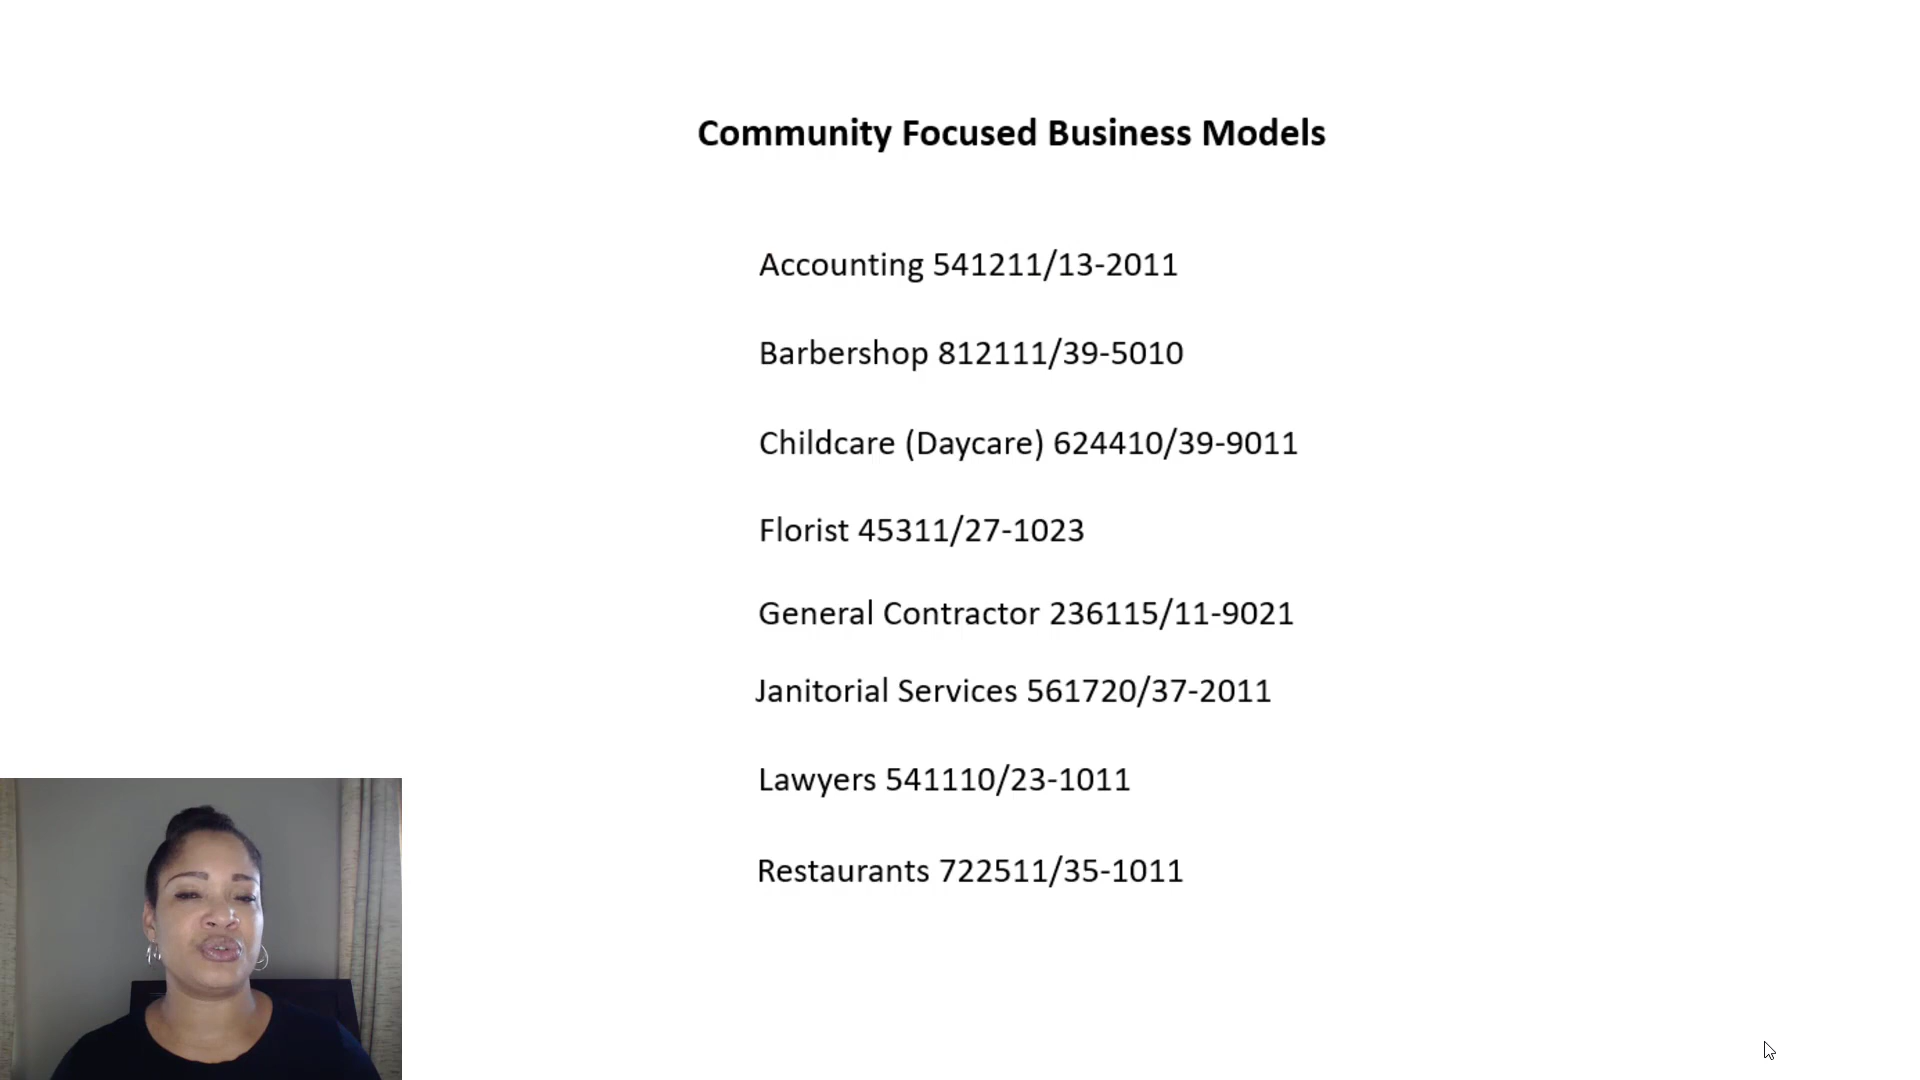 Community Focused Business Models
Accounting 541211/13-2011
Barbershop 812111/39-5010
Childcare (Daycare) 624410/39-9011
Florist 45311/27-1023
General Contractor 236115/11-9021
Janitorial Services 561720/37-2011
Lawyers 541110/23-1011
Restaurants 722511/35-1011